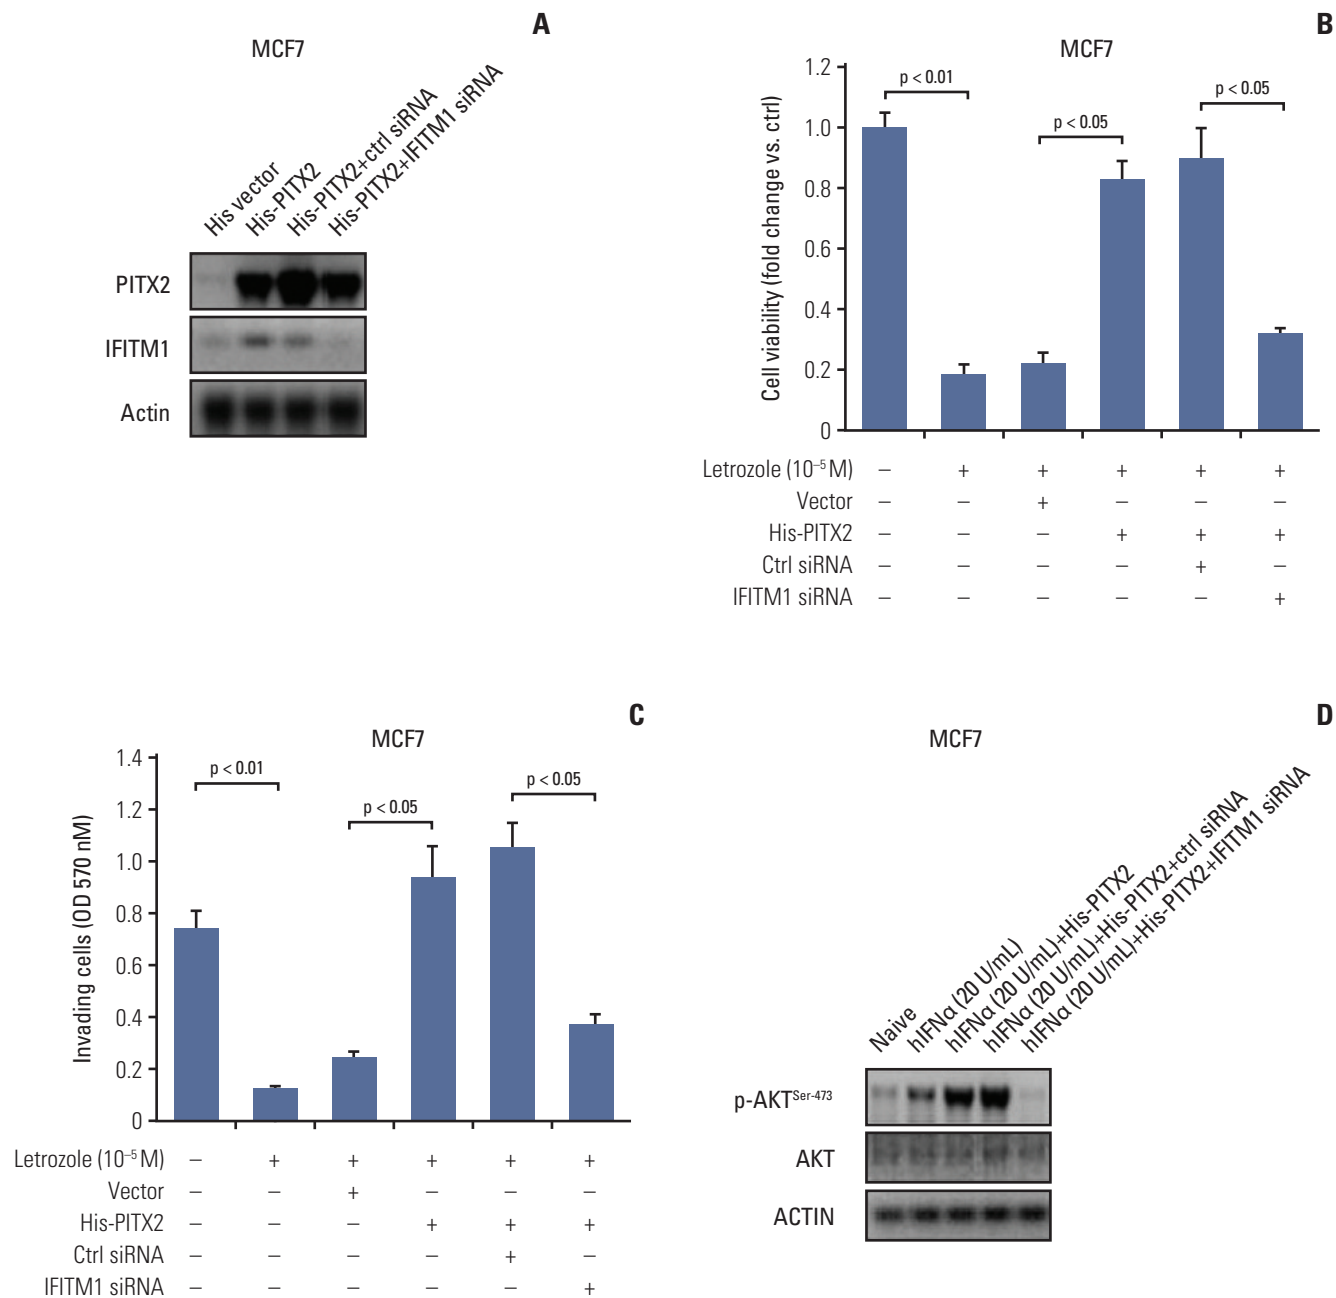 A
MCF7
His vector
His-PITX2
His-PITX2+ctrl siRNA
His-PITX2+IFITM1 siRNA
PITX2
IFITM1
Actin
B
MCF7
Cell viability (fold change vs. ctrl)
1.2
1.0
0.8
0.6
0.4
0.2
0
p < 0.01
p < 0.05
p < 0.05
Letrozole (10⁻⁵ M) – + + + + +
Vector – – + – – –
His-PITX2 – – – + + +
Ctrl siRNA – – – – + –
IFITM1 siRNA – – – – – +
C
MCF7
Invading cells (OD 570 nM)
1.4
1.2
1.0
0.8
0.6
0.4
0.2
0
p < 0.01
p < 0.05
p < 0.05
Letrozole (10⁻⁵ M) – + + + + +
Vector – – + – – –
His-PITX2 – – – + + +
Ctrl siRNA – – – – + –
IFITM1 siRNA – – – – – +
D
MCF7
Naive
hIFNα (20 U/mL)
hIFNα (20 U/mL)+His-PITX2
hIFNα (20 U/mL)+His-PITX2+ctrl siRNA
hIFNα (20 U/mL)+His-PITX2+IFITM1 siRNA
p-AKTSer-473
AKT
ACTIN